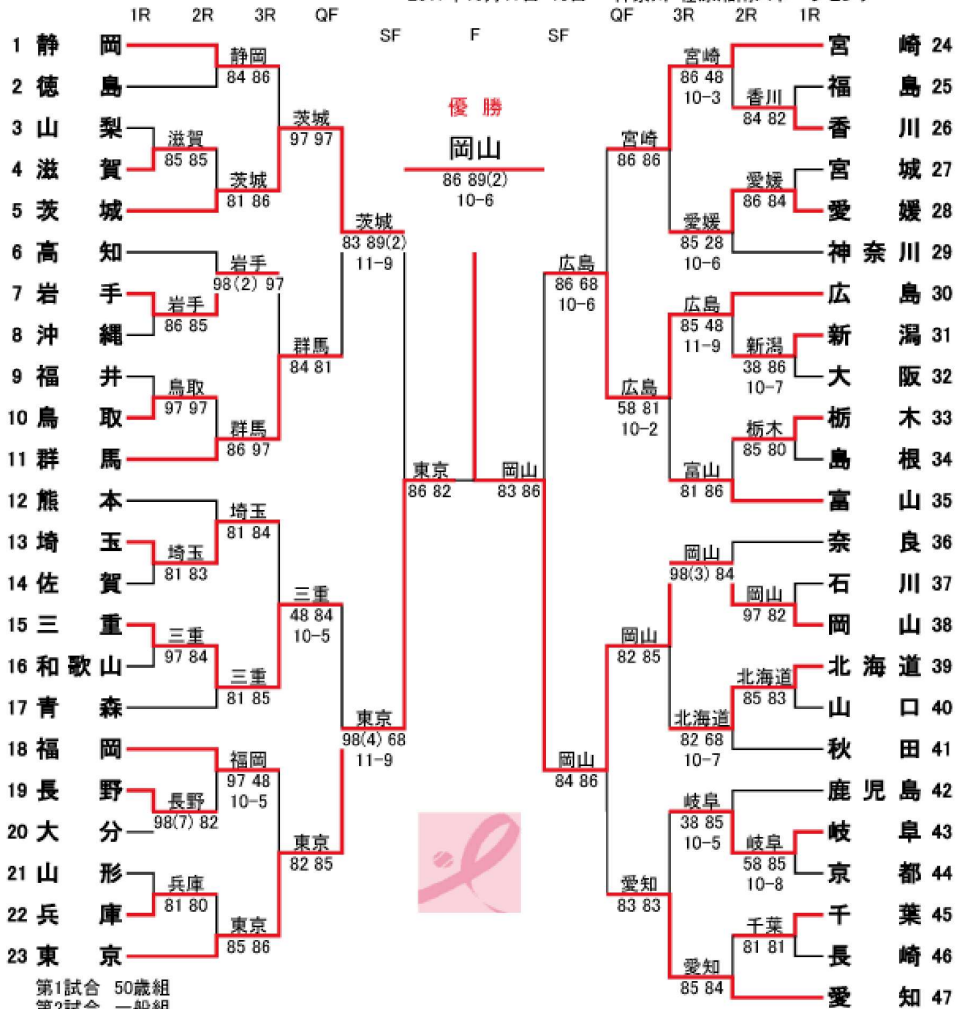 1R 2R 3R QF SF F SF QF 3R 2R 1R
優勝
岡山
86 89(2)
10-6
1 静岡
2 徳島
3 山梨
4 滋賀
5 茨城
6 高知
7 岩手
8 沖縄
9 福井
10 鳥取
11 群馬
12 熊本
13 埼玉
14 佐賀
15 三重
16 和歌山
17 青森
18 福岡
19 長野
20 大分
21 山形
22 兵庫
23 東京
滋賀
85 85
岩手
86 85
鳥取
97 97
埼玉
81 83
三重
97 84
長野
98(7) 82
兵庫
81 80
静岡
84 86
茨城
81 86
岩手
98(2) 97
群馬
86 97
埼玉
81 84
三重
81 85
福岡
97 48
10-5
東京
85 86
茨城
97 97
群馬
84 81
三重
48 84
10-5
東京
82 85
茨城
83 89(2)
11-9
東京
98(4) 68
11-9
東京
86 82
岡山
83 86
広島
86 68
10-6
岡山
84 86
宮崎
86 86
広島
58 81
10-2
岡山
82 85
愛知
83 83
宮崎
86 48
10-3
愛媛
85 28
10-6
広島
85 48
11-9
富山
81 86
岡山
98(3) 84
北海道
82 68
10-7
岐阜
38 85
10-5
愛知
85 84
香川
84 82
愛媛
86 84
新潟
38 86
10-7
栃木
85 80
岡山
97 82
北海道
85 83
岐阜
58 85
10-8
千葉
81 81
宮崎 24
福島 25
香川 26
宮城 27
愛媛 28
神奈川 29
広島 30
新潟 31
大阪 32
栃木 33
島根 34
富山 35
奈良 36
石川 37
岡山 38
北海道 39
山口 40
秋田 41
鹿児島 42
岐阜 43
京都 44
千葉 45
長崎 46
愛知 47
第1試合 50歳組
第2試合 一般組